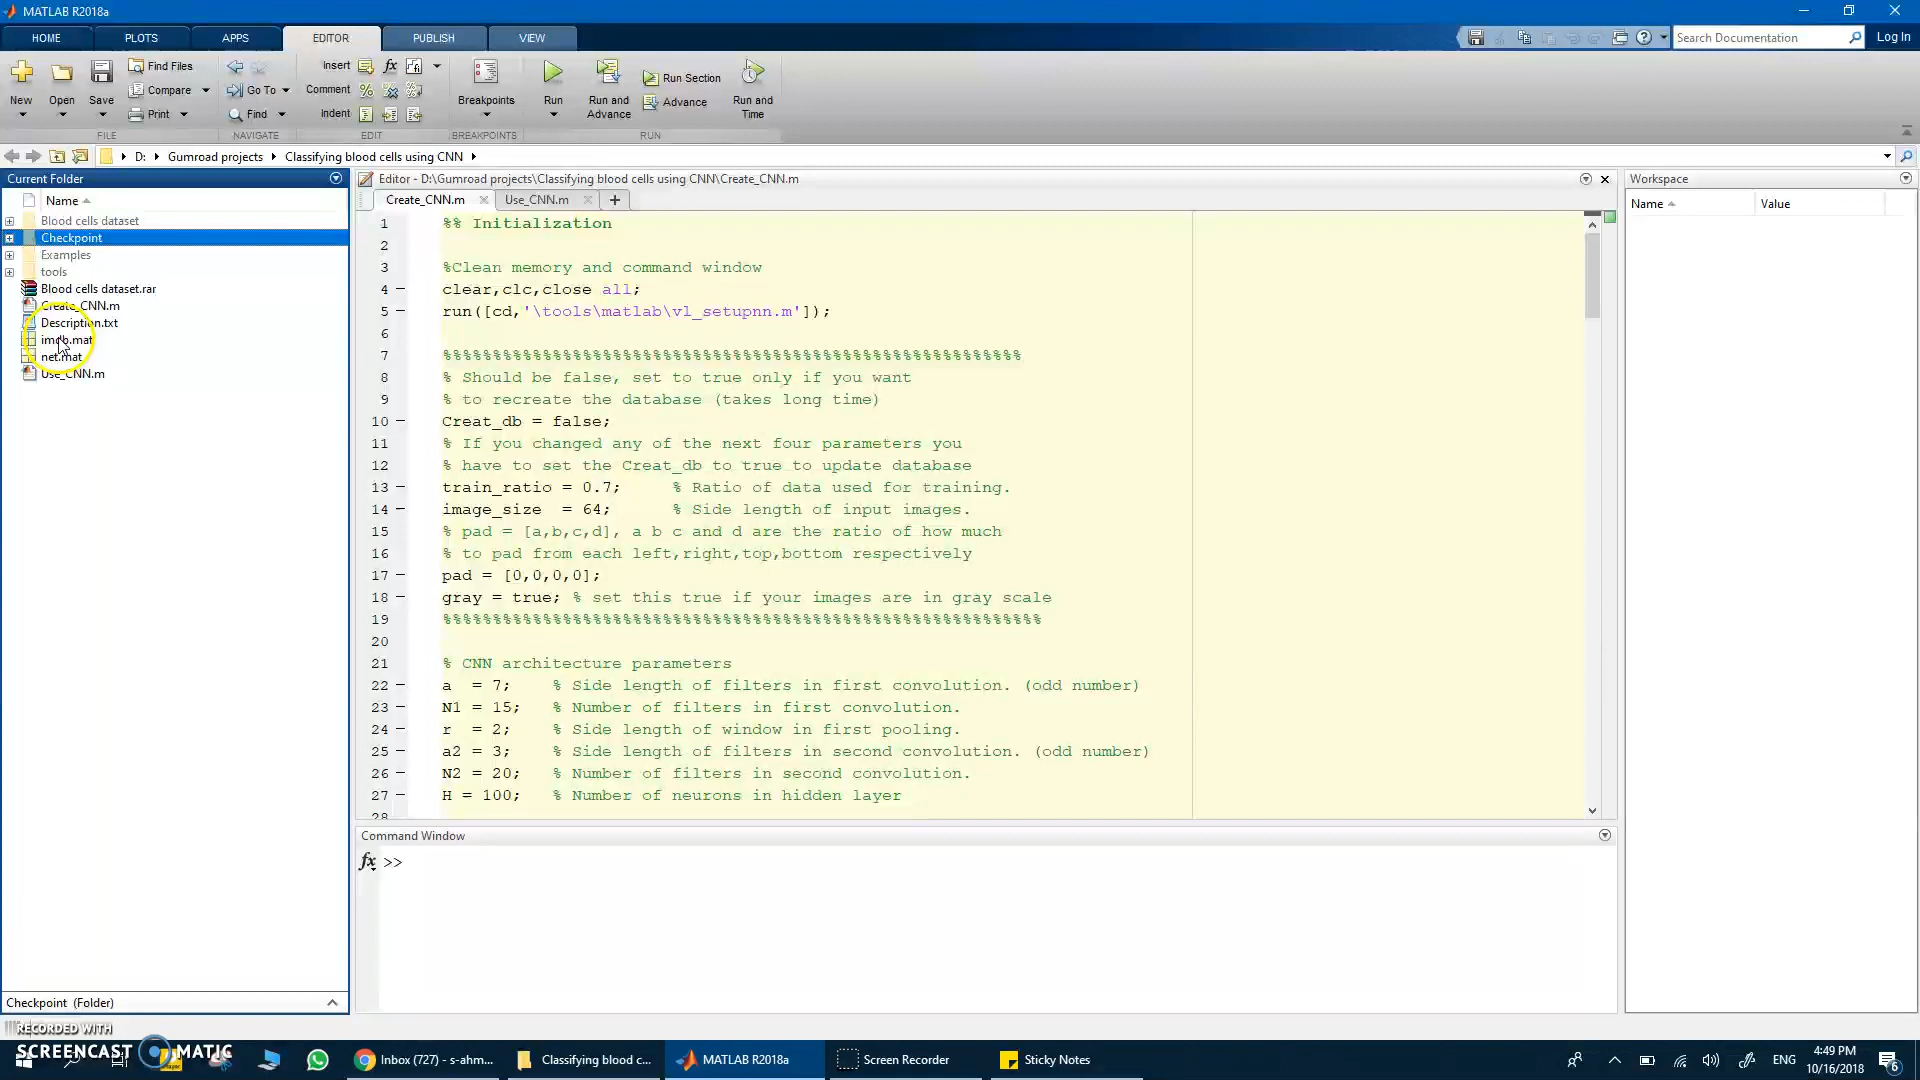 MATLAB R2018a
HOME PLOTS APPS EDITOR PUBLISH VIEW
Search Documentation
Log In
New
Open
Save
Find Files
Compare
Print
FILE
Go To
Find
NAVIGATE
Insert fx
Comment
Indent
EDIT
Breakpoints
BREAKPOINTS
Run
Run and Advance
Run Section
Advance
Run and Time
RUN
D: Gumroad projects Classifying blood cells using CNN
Current Folder
Name
Blood cells dataset
Checkpoint
Examples
tools
Blood cells dataset.rar
Create_CNN.m
Description.txt
imdb.mat
net.mat
Use_CNN.m
Checkpoint (Folder)
Editor - D:\Gumroad projects\Classifying blood cells using CNN\Create_CNN.m
Create_CNN.m Use_CNN.m +
1 %% Initialization
2
3 %Clean memory and command window
4 clear,clc,close all;
5 run([cd,'\tools\matlab\vl_setupnn.m']);
6
7 %%%%%%%%%%%%%%%%%%%%%%%%%%%%%%%%%%%%%%%%%%%%%%%%%%%%%%%%%%
8 % Should be false, set to true only if you want
9 % to recreate the database (takes long time)
10 Creat_db = false;
11 % If you changed any of the next four parameters you
12 % have to set the Creat_db to true to update database
13 train_ratio = 0.7; % Ratio of data used for training.
14 image_size = 64; % Side length of input images.
15 % pad = [a,b,c,d], a b c and d are the ratio of how much
16 % to pad from each left,right,top,bottom respectively
17 pad = [0,0,0,0];
18 gray = true; % set this true if your images are in gray scale
19 %%%%%%%%%%%%%%%%%%%%%%%%%%%%%%%%%%%%%%%%%%%%%%%%%%%%%%%%%%%%
20
21 % CNN architecture parameters
22 a = 7; % Side length of filters in first convolution. (odd number)
23 N1 = 15; % Number of filters in first convolution.
24 r = 2; % Side length of window in first pooling.
25 a2 = 3; % Side length of filters in second convolution. (odd number)
26 N2 = 20; % Number of filters in second convolution.
27 H = 100; % Number of neurons in hidden layer
28
Command Window
fx >>
Workspace
Name Value
RECORDED WITH
SCREENCAST MATIC
Inbox (727) - s-ahm...
Classifying blood c...
MATLAB R2018a
Screen Recorder
Sticky Notes
ENG
4:49 PM
10/16/2018
6